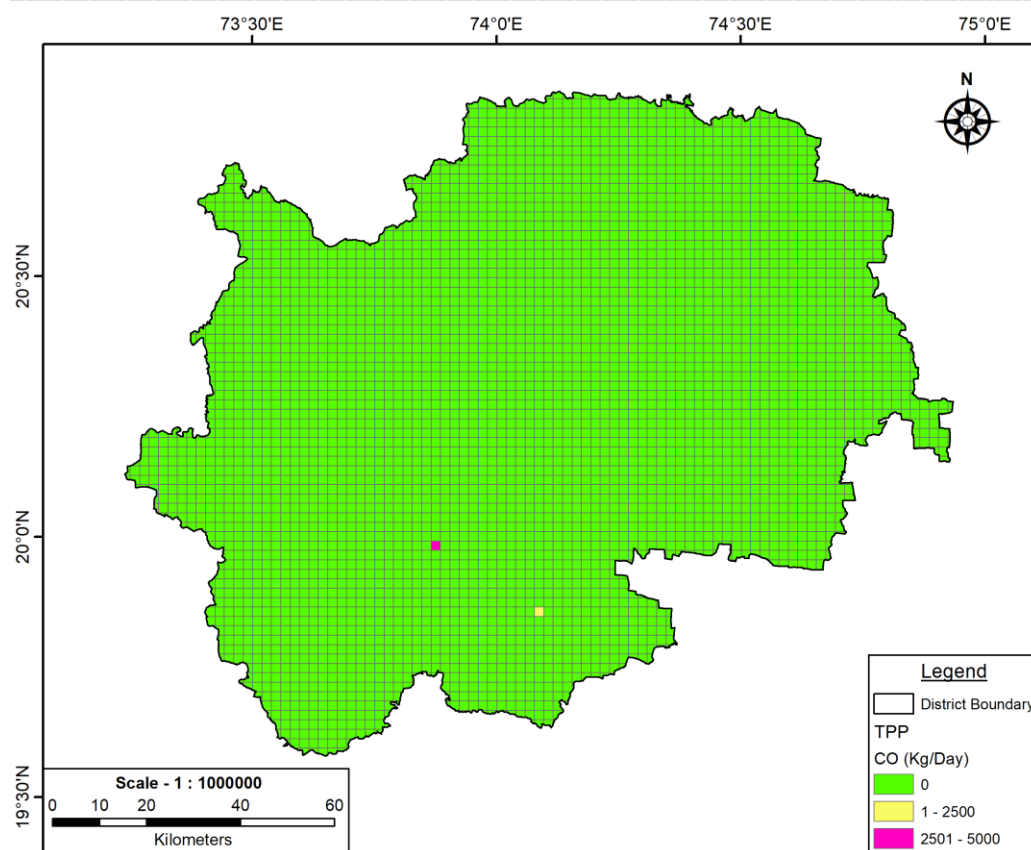 73°30'E 74°0'E 74°30'E 75°0'E
N
20°30'N
20°0'N
19°30'N
Legend
District Boundary
TPP
CO (Kg/Day)
0
1 - 2500
2501 - 5000
Scale - 1 : 1000000
0 10 20 40 60
Kilometers